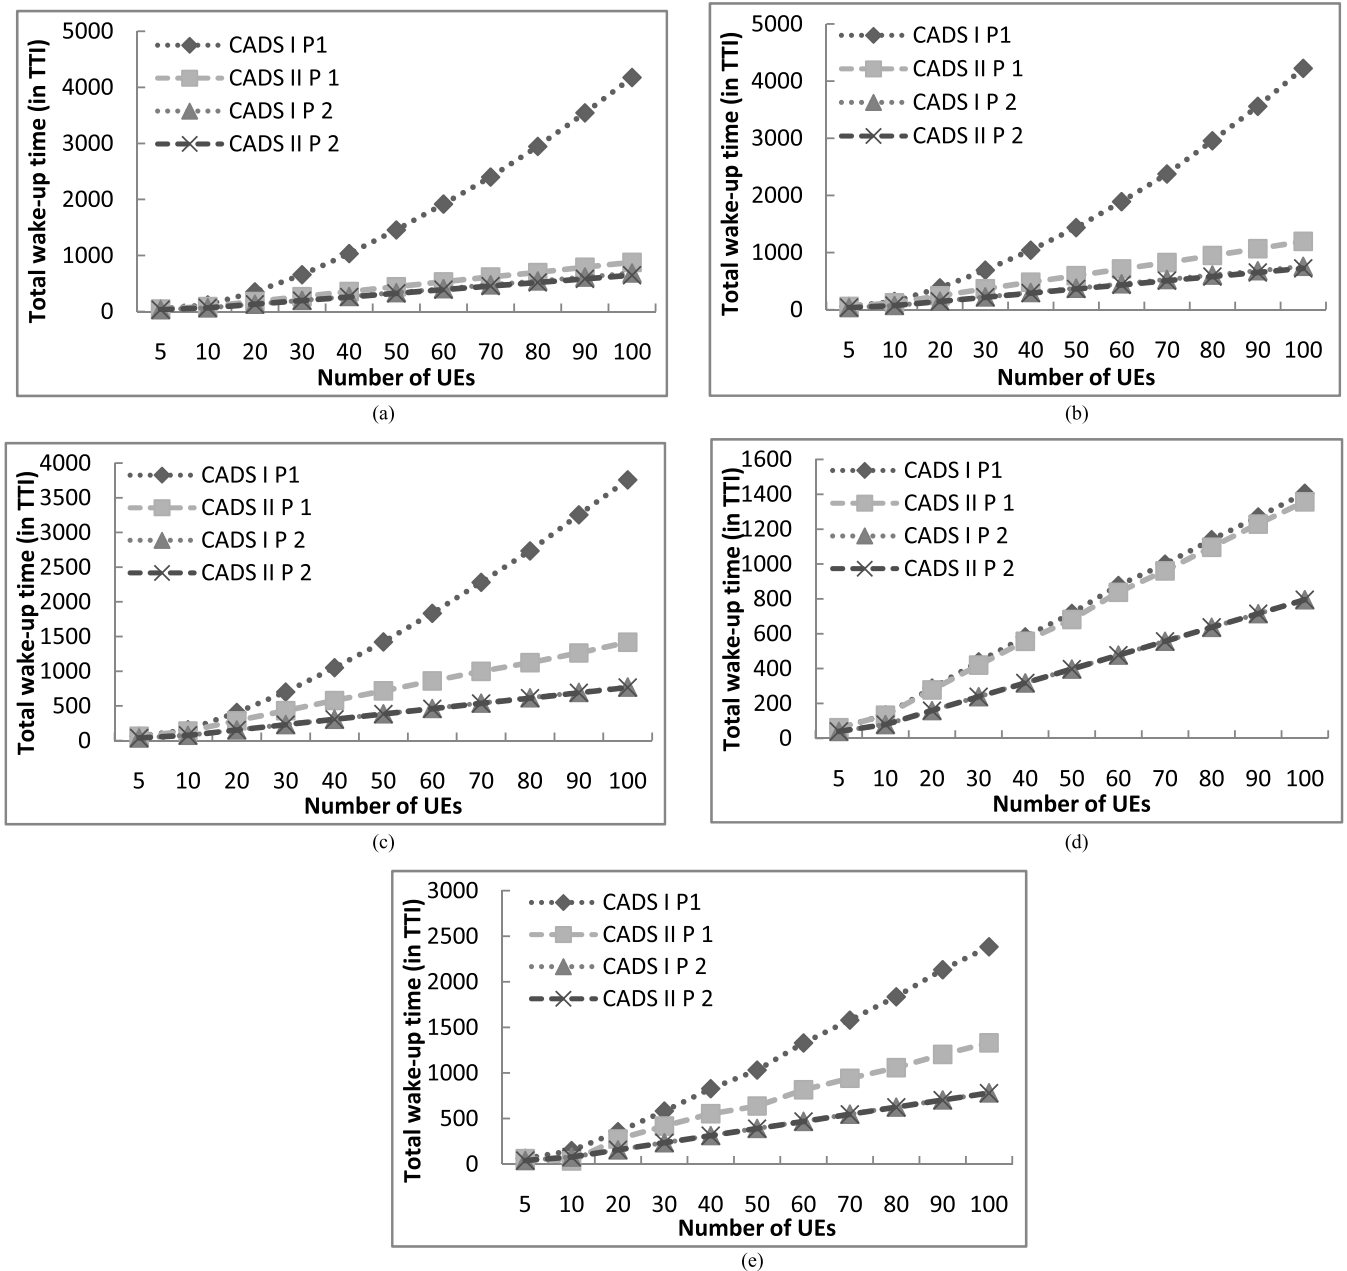 Total wake-up time (in TTI)
5000
4000
3000
2000
1000
0
CADS I P1
CADS II P 1
CADS I P 2
CADS II P 2
5 10 20 30 40 50 60 70 80 90 100
Number of UEs
(a)
Total wake-up time (in TTI)
5000
4000
3000
2000
1000
0
CADS I P1
CADS II P 1
CADS I P 2
CADS II P 2
5 10 20 30 40 50 60 70 80 90 100
Number of UEs
(b)
Total wake-up time (in TTI)
4000
3500
3000
2500
2000
1500
1000
500
0
CADS I P1
CADS II P 1
CADS I P 2
CADS II P 2
5 10 20 30 40 50 60 70 80 90 100
Number of UEs
(c)
Total wake-up time (in TTI)
1600
1400
1200
1000
800
600
400
200
0
CADS I P1
CADS II P 1
CADS I P 2
CADS II P 2
5 10 20 30 40 50 60 70 80 90 100
Number of UEs
(d)
Total wake-up time (in TTI)
3000
2500
2000
1500
1000
500
0
CADS I P1
CADS II P 1
CADS I P 2
CADS II P 2
5 10 20 30 40 50 60 70 80 90 100
Number of UEs
(e)